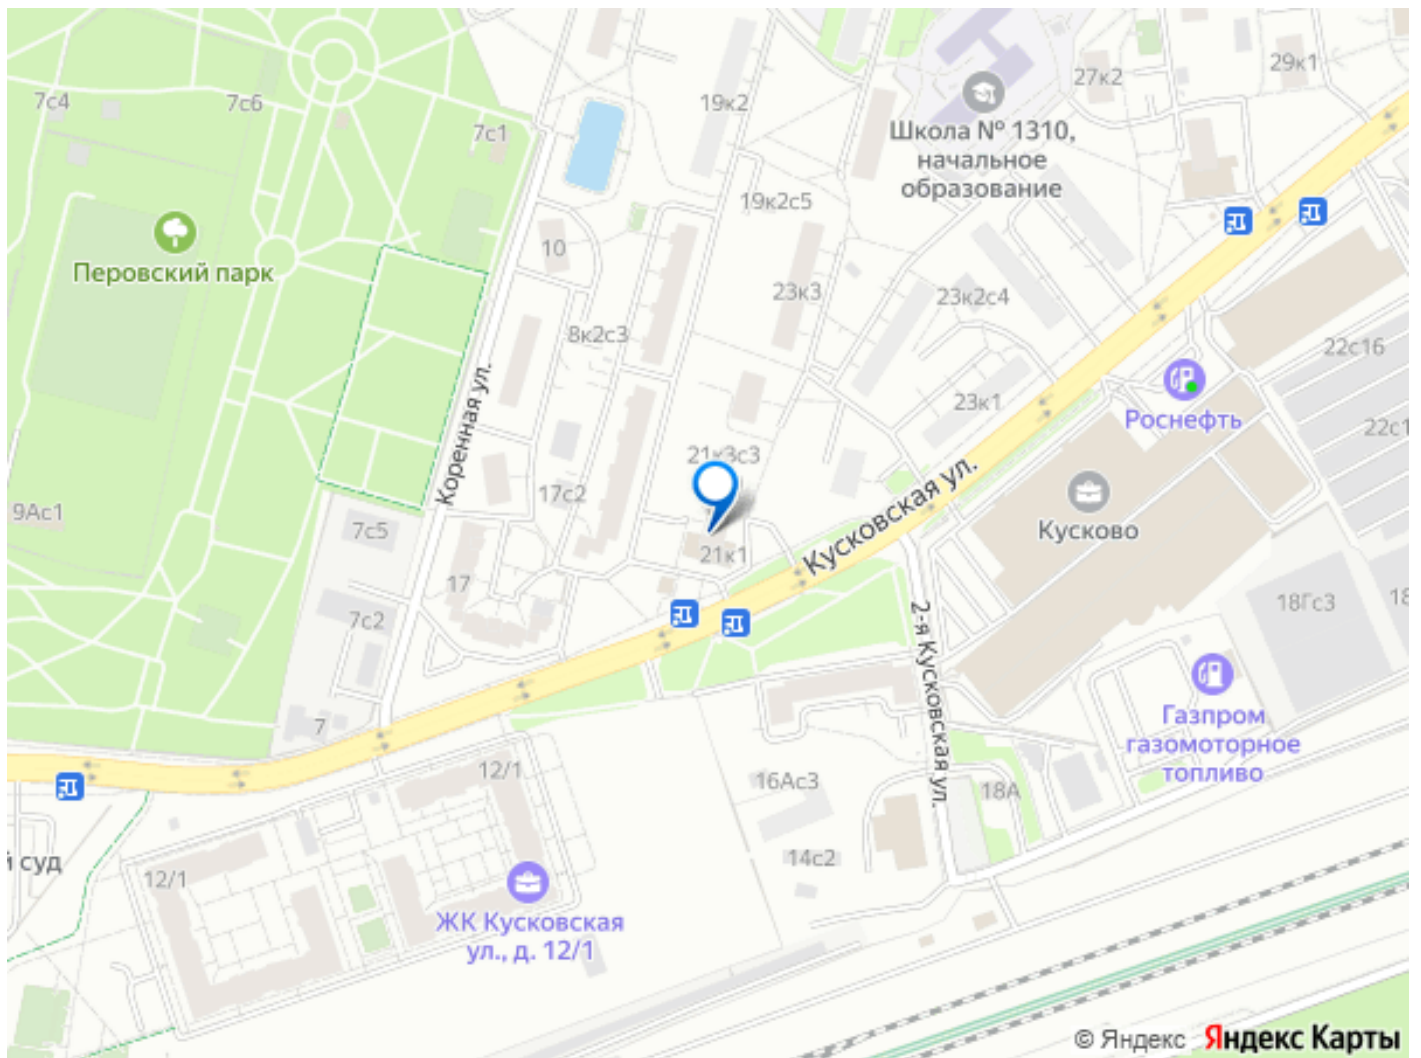 7с4
7с6
7с1
19к2
27к2
29к1
Школа № 1310,
начальное
образование
19к2с5
Перовский парк
10
23к3
23к2с4
8к2с3
22с16
Роснефть
23к1
22с1
Коренная ул.
21к3с3
17с2
Кусковская ул.
Кусково
9Ас1
7с5
21к1
17
7с2
18Гс3
18
2-я Кусковская ул.
7
Газпром
газомоторное
топливо
12/1
16Ас3
18А
й суд
12/1
14с2
ЖК Кусковская
ул., д. 12/1
© Яндекс Яндекс Карты